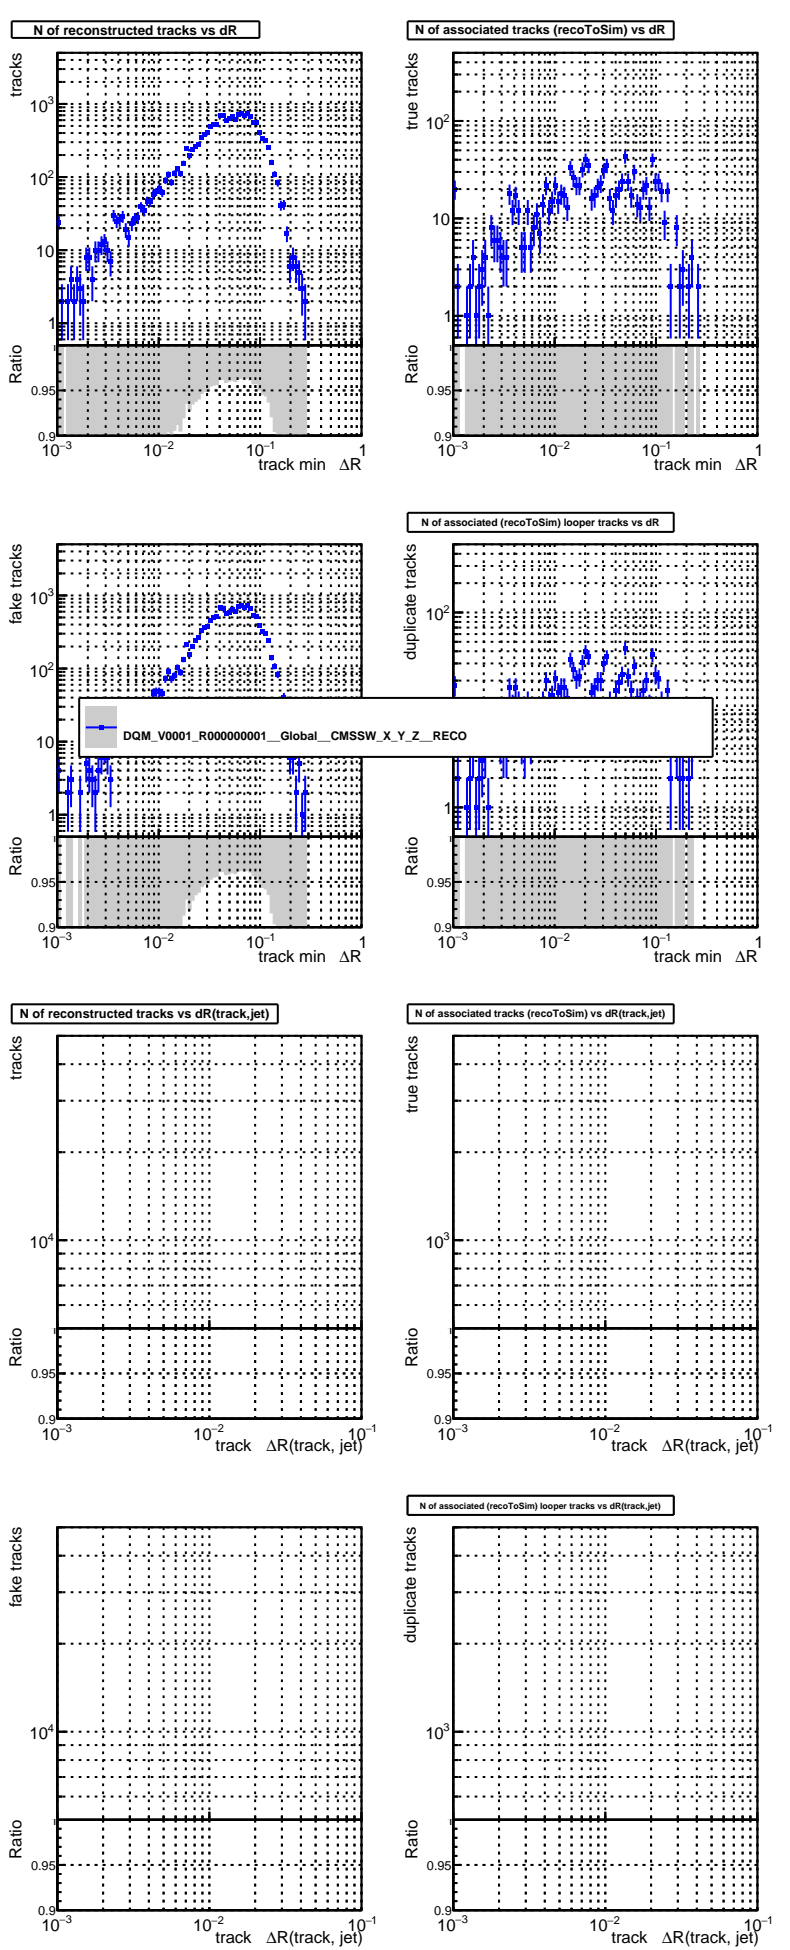 N of reconstructed tracks vs dR
tracks
10³
10²
10
1
Ratio
0.95
0.9
10⁻³
10⁻²
10⁻¹
1
track min ΔR
N of associated tracks (recoToSim) vs dR
true tracks
10²
10
1
Ratio
0.95
0.9
10⁻³
10⁻²
10⁻¹
1
track min ΔR
fake tracks
10³
10²
10
1
Ratio
0.95
0.9
10⁻³
10⁻²
10⁻¹
1
track min ΔR
N of associated (recoToSim) looper tracks vs dR
duplicate tracks
10²
1
Ratio
0.95
0.9
10⁻³
10⁻²
10⁻¹
1
track min ΔR
DQM_V0001_R000000001__Global__CMSSW_X_Y_Z__RECO
N of reconstructed tracks vs dR(track,jet)
tracks
10⁴
Ratio
0.95
0.9
10⁻³
10⁻²
10⁻¹
track ΔR(track, jet)
N of associated tracks (recoToSim) vs dR(track,jet)
true tracks
10³
Ratio
0.95
0.9
10⁻³
10⁻²
10⁻¹
track ΔR(track, jet)
fake tracks
10⁴
Ratio
0.95
0.9
10⁻³
10⁻²
10⁻¹
track ΔR(track, jet)
N of associated (recoToSim) looper tracks vs dR(track,jet)
duplicate tracks
10³
Ratio
0.95
0.9
10⁻³
10⁻²
10⁻¹
track ΔR(track, jet)